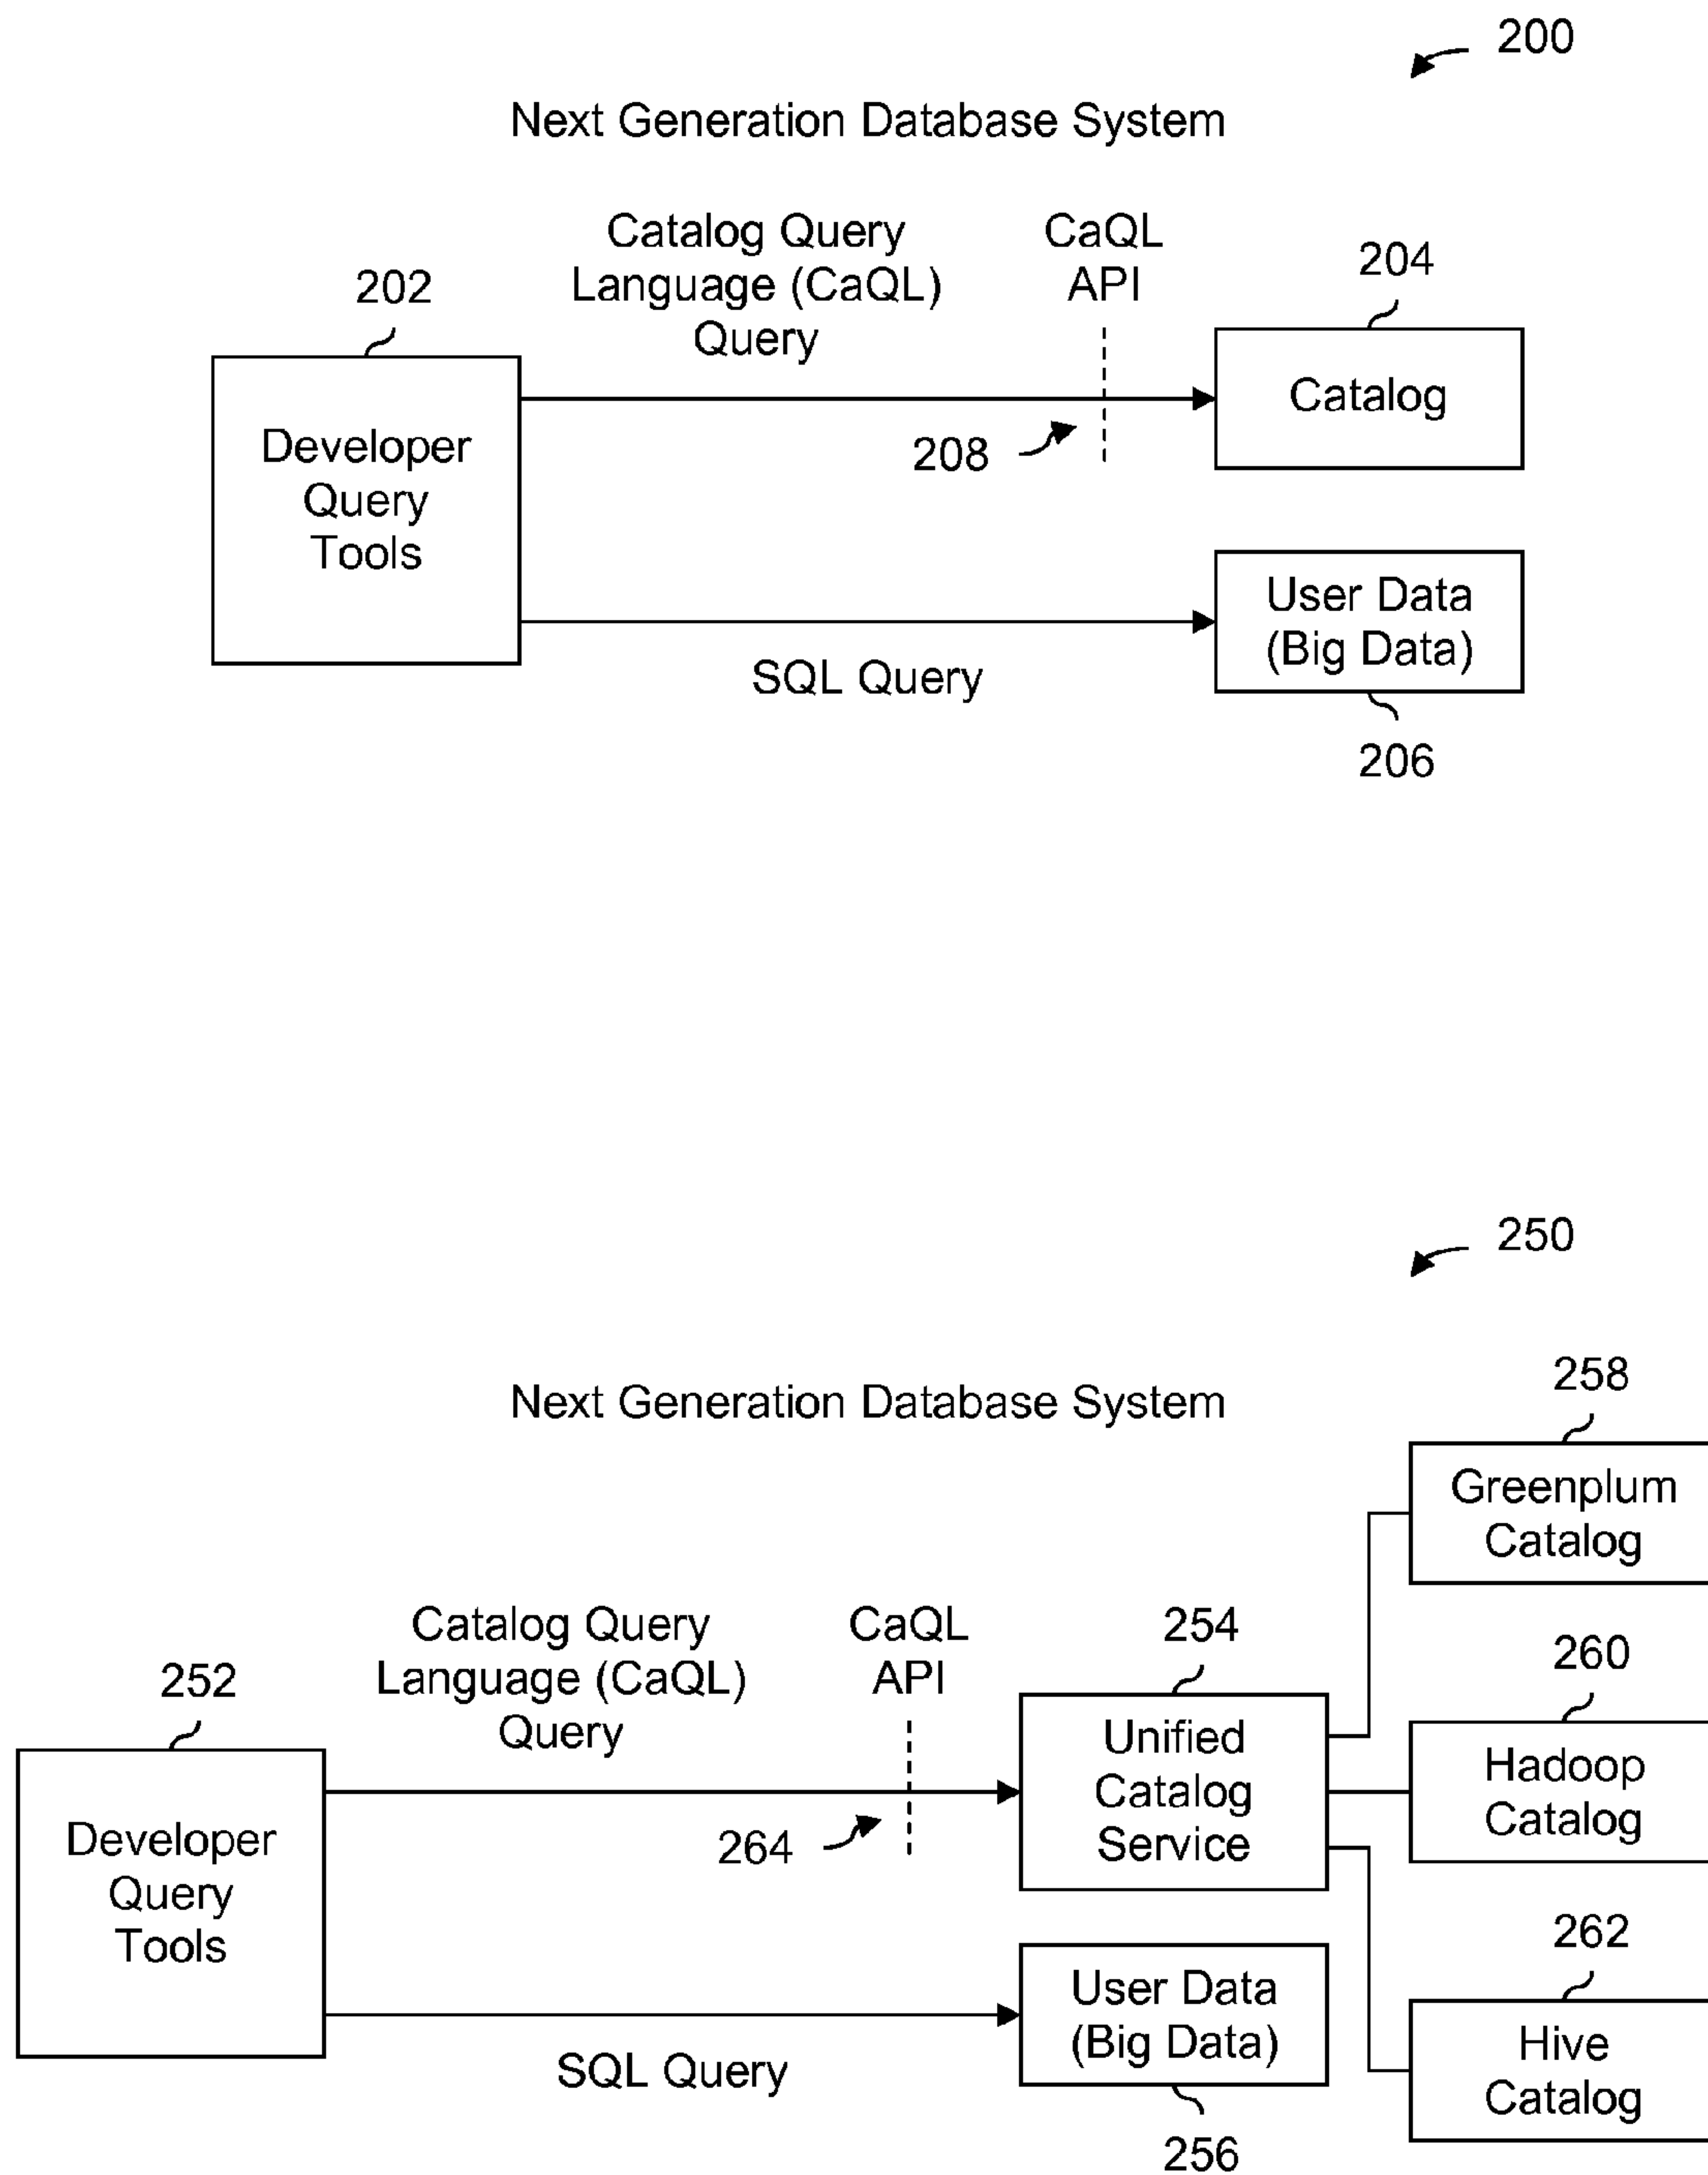 200
Next Generation Database System
Catalog Query
Language (CaQL)
Query
CaQL
API
202
204
Developer
Query
Tools
Catalog
208
User Data
(Big Data)
SQL Query
206
250
Next Generation Database System
258
Greenplum
Catalog
Catalog Query
Language (CaQL)
Query
CaQL
API
252
254
260
Developer
Query
Tools
Unified
Catalog
Service
Hadoop
Catalog
264
262
User Data
(Big Data)
Hive
Catalog
SQL Query
256